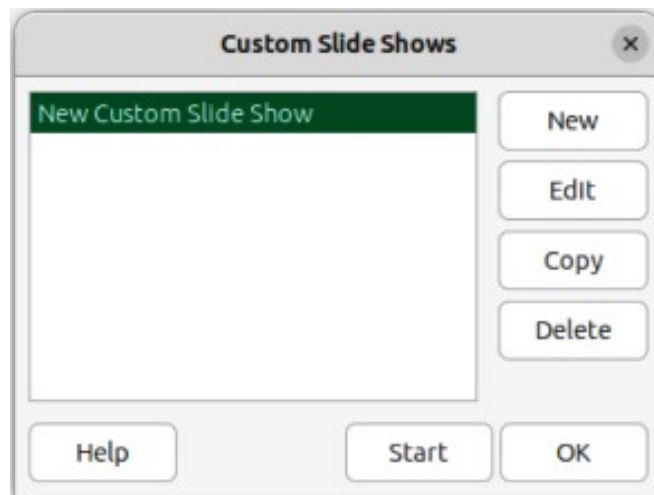 Custom Slide Shows
New Custom Slide Show
New
Edit
Copy
Delete
Help
Start
OK